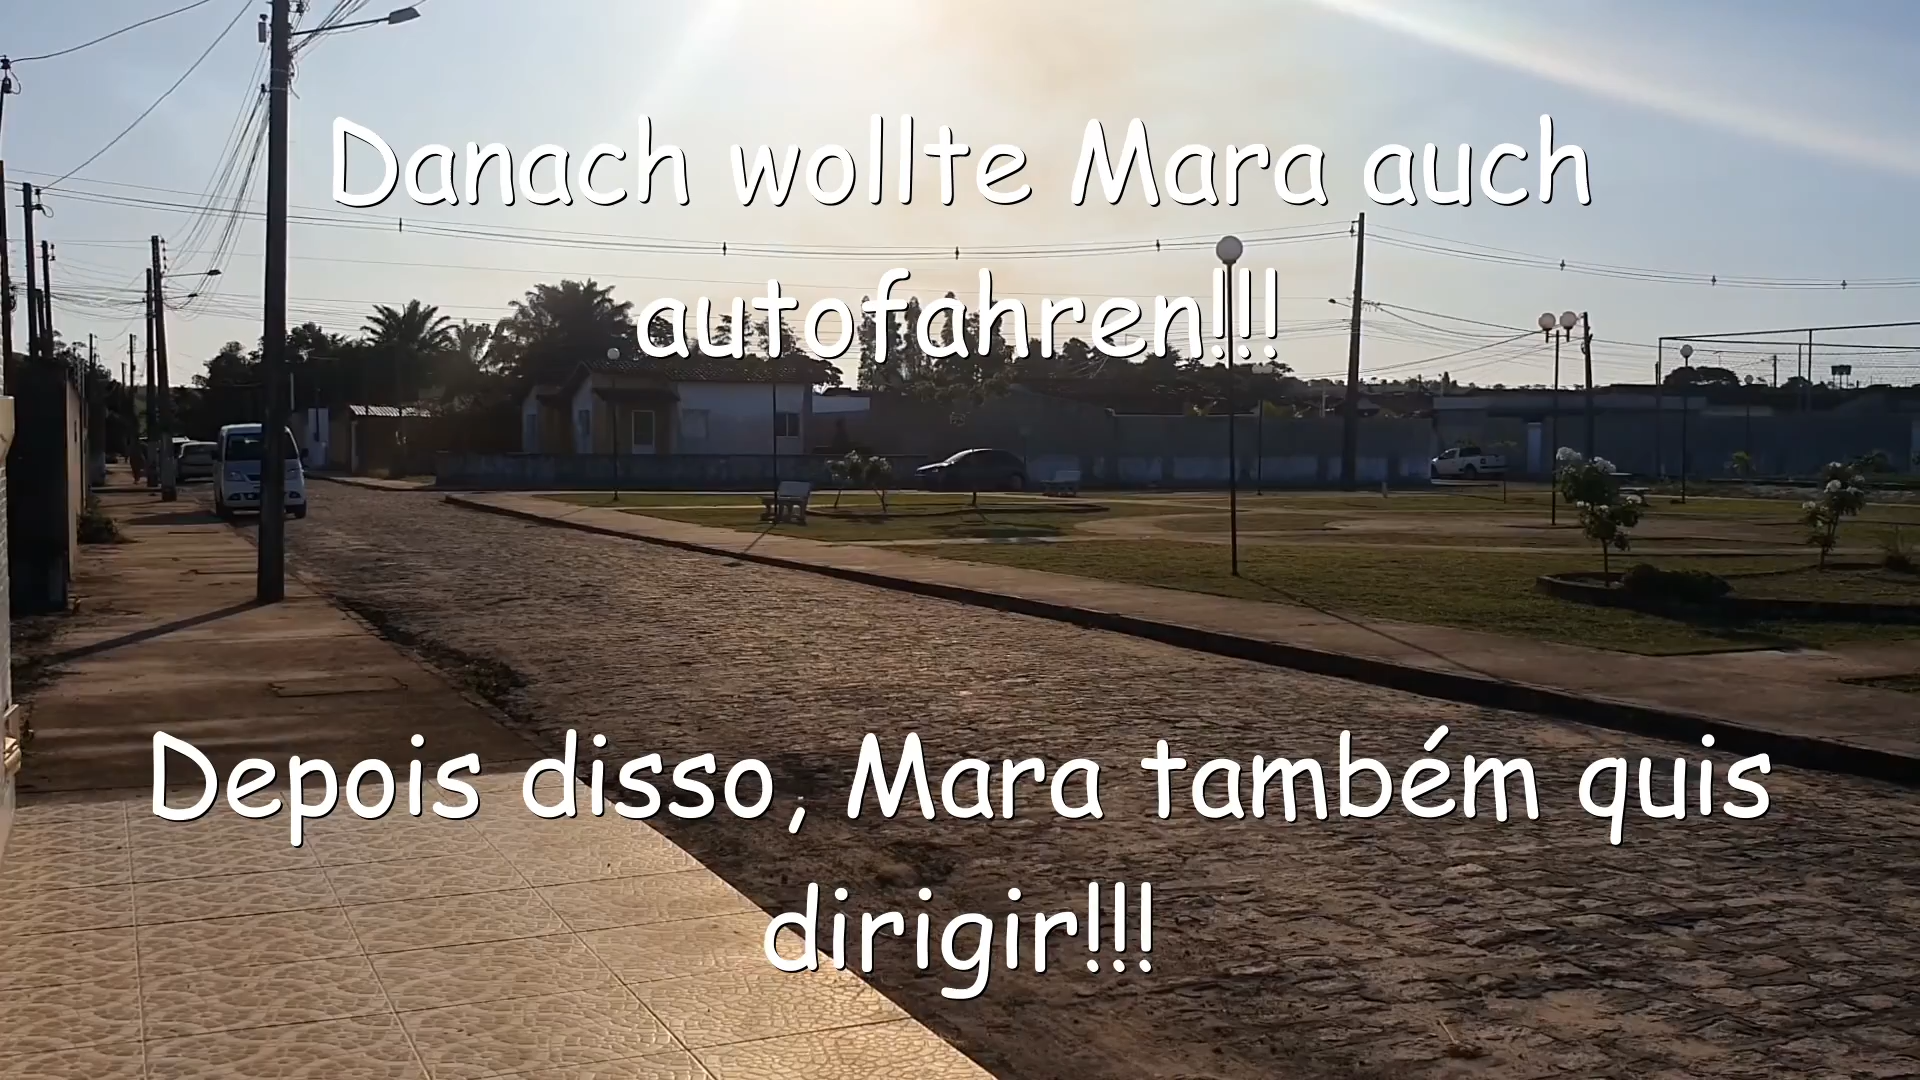 Danach wollte Mara auch
autofahren!!!
Depois disso, Mara também quis
dirigir!!!